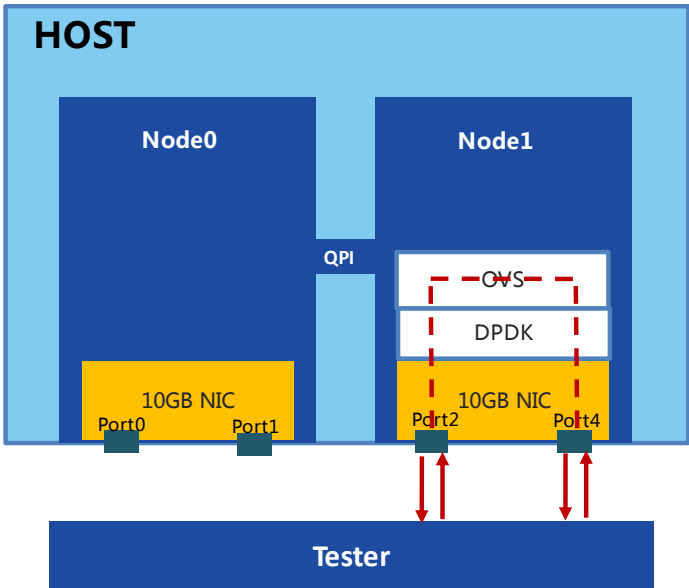 HOST
Node0
Node1
QPI
OVS
DPDK
10GB NIC
10GB NIC
Port0
Port1
Port2
Port4
Tester